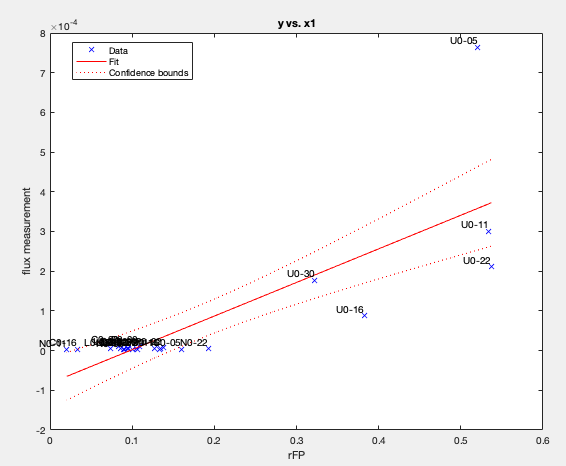 y vs. x1
×10-4
8
7
6
5
4
3
2
1
0
-1
-2
flux measurement
Data
Fit
Confidence bounds
U0-05
U0-11
U0-22
U0-30
U0-16
N0-22
0
0.1
0.2
0.3
0.4
0.5
0.6
rFP